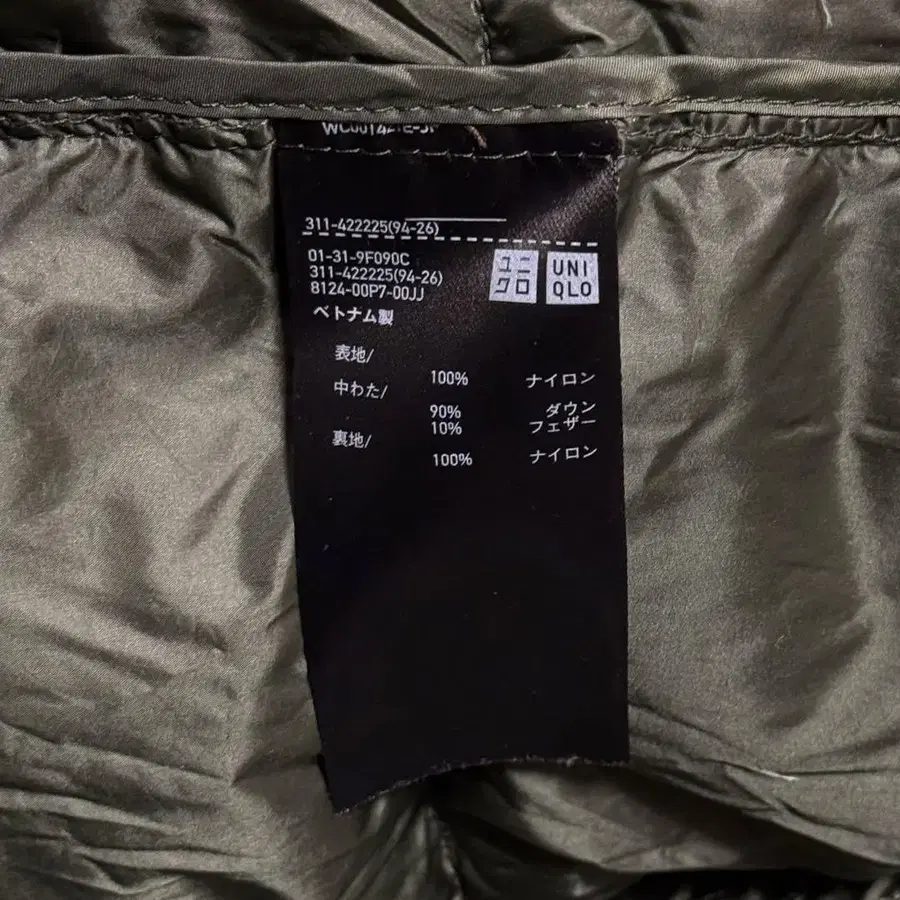 311-422225(94-26)
01-31-9F090C
311-422225(94-26)
8124-00P7-00JJ
ユニ
クロ
UNI
QLO
ベトナム製
表地/
100% ナイロン
中わた/
90% ダウン
10% フェザー
裏地/
100% ナイロン